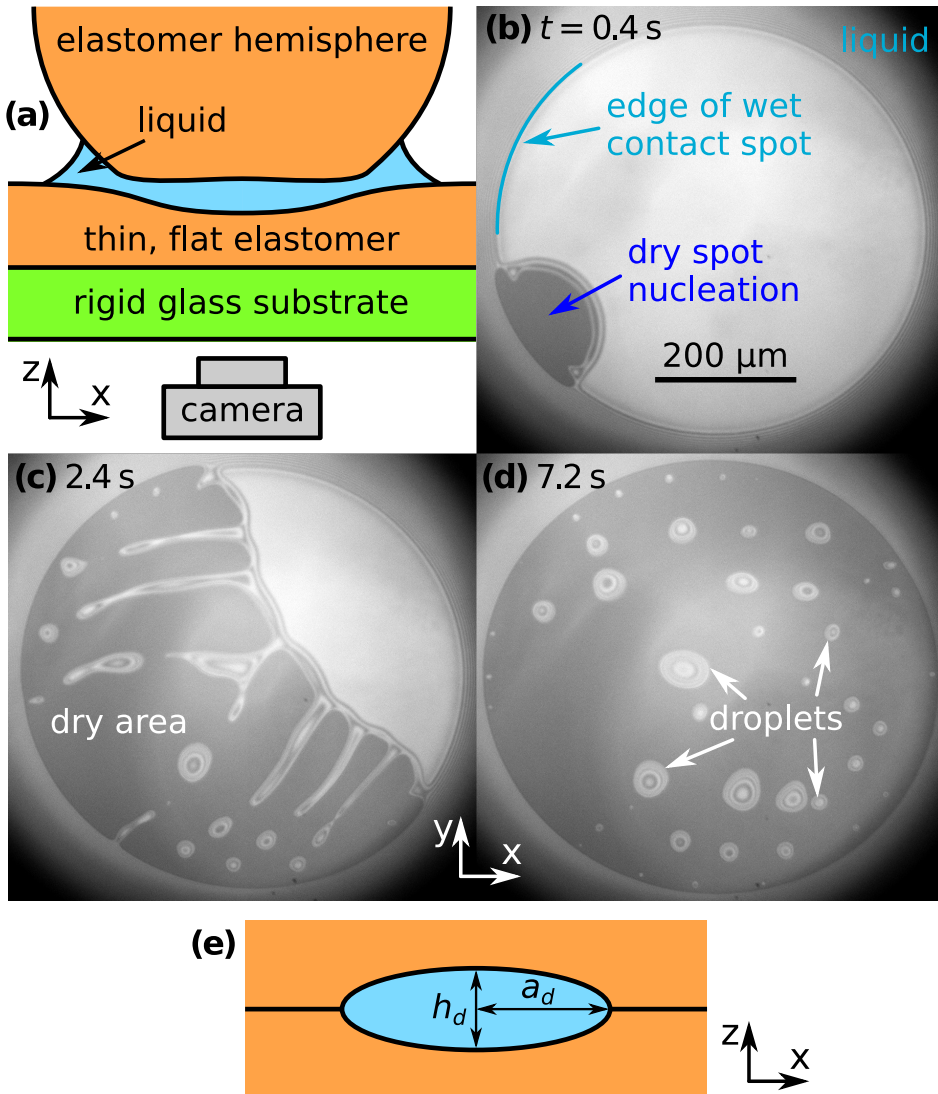 (a)
elastomer hemisphere
liquid
thin, flat elastomer
rigid glass substrate
z
x
camera
(b) t = 0.4 s
liquid
edge of wet
contact spot
dry spot
nucleation
200 μm
(c) 2.4 s
dry area
y
x
(d) 7.2 s
droplets
(e)
h_d
a_d
z
x